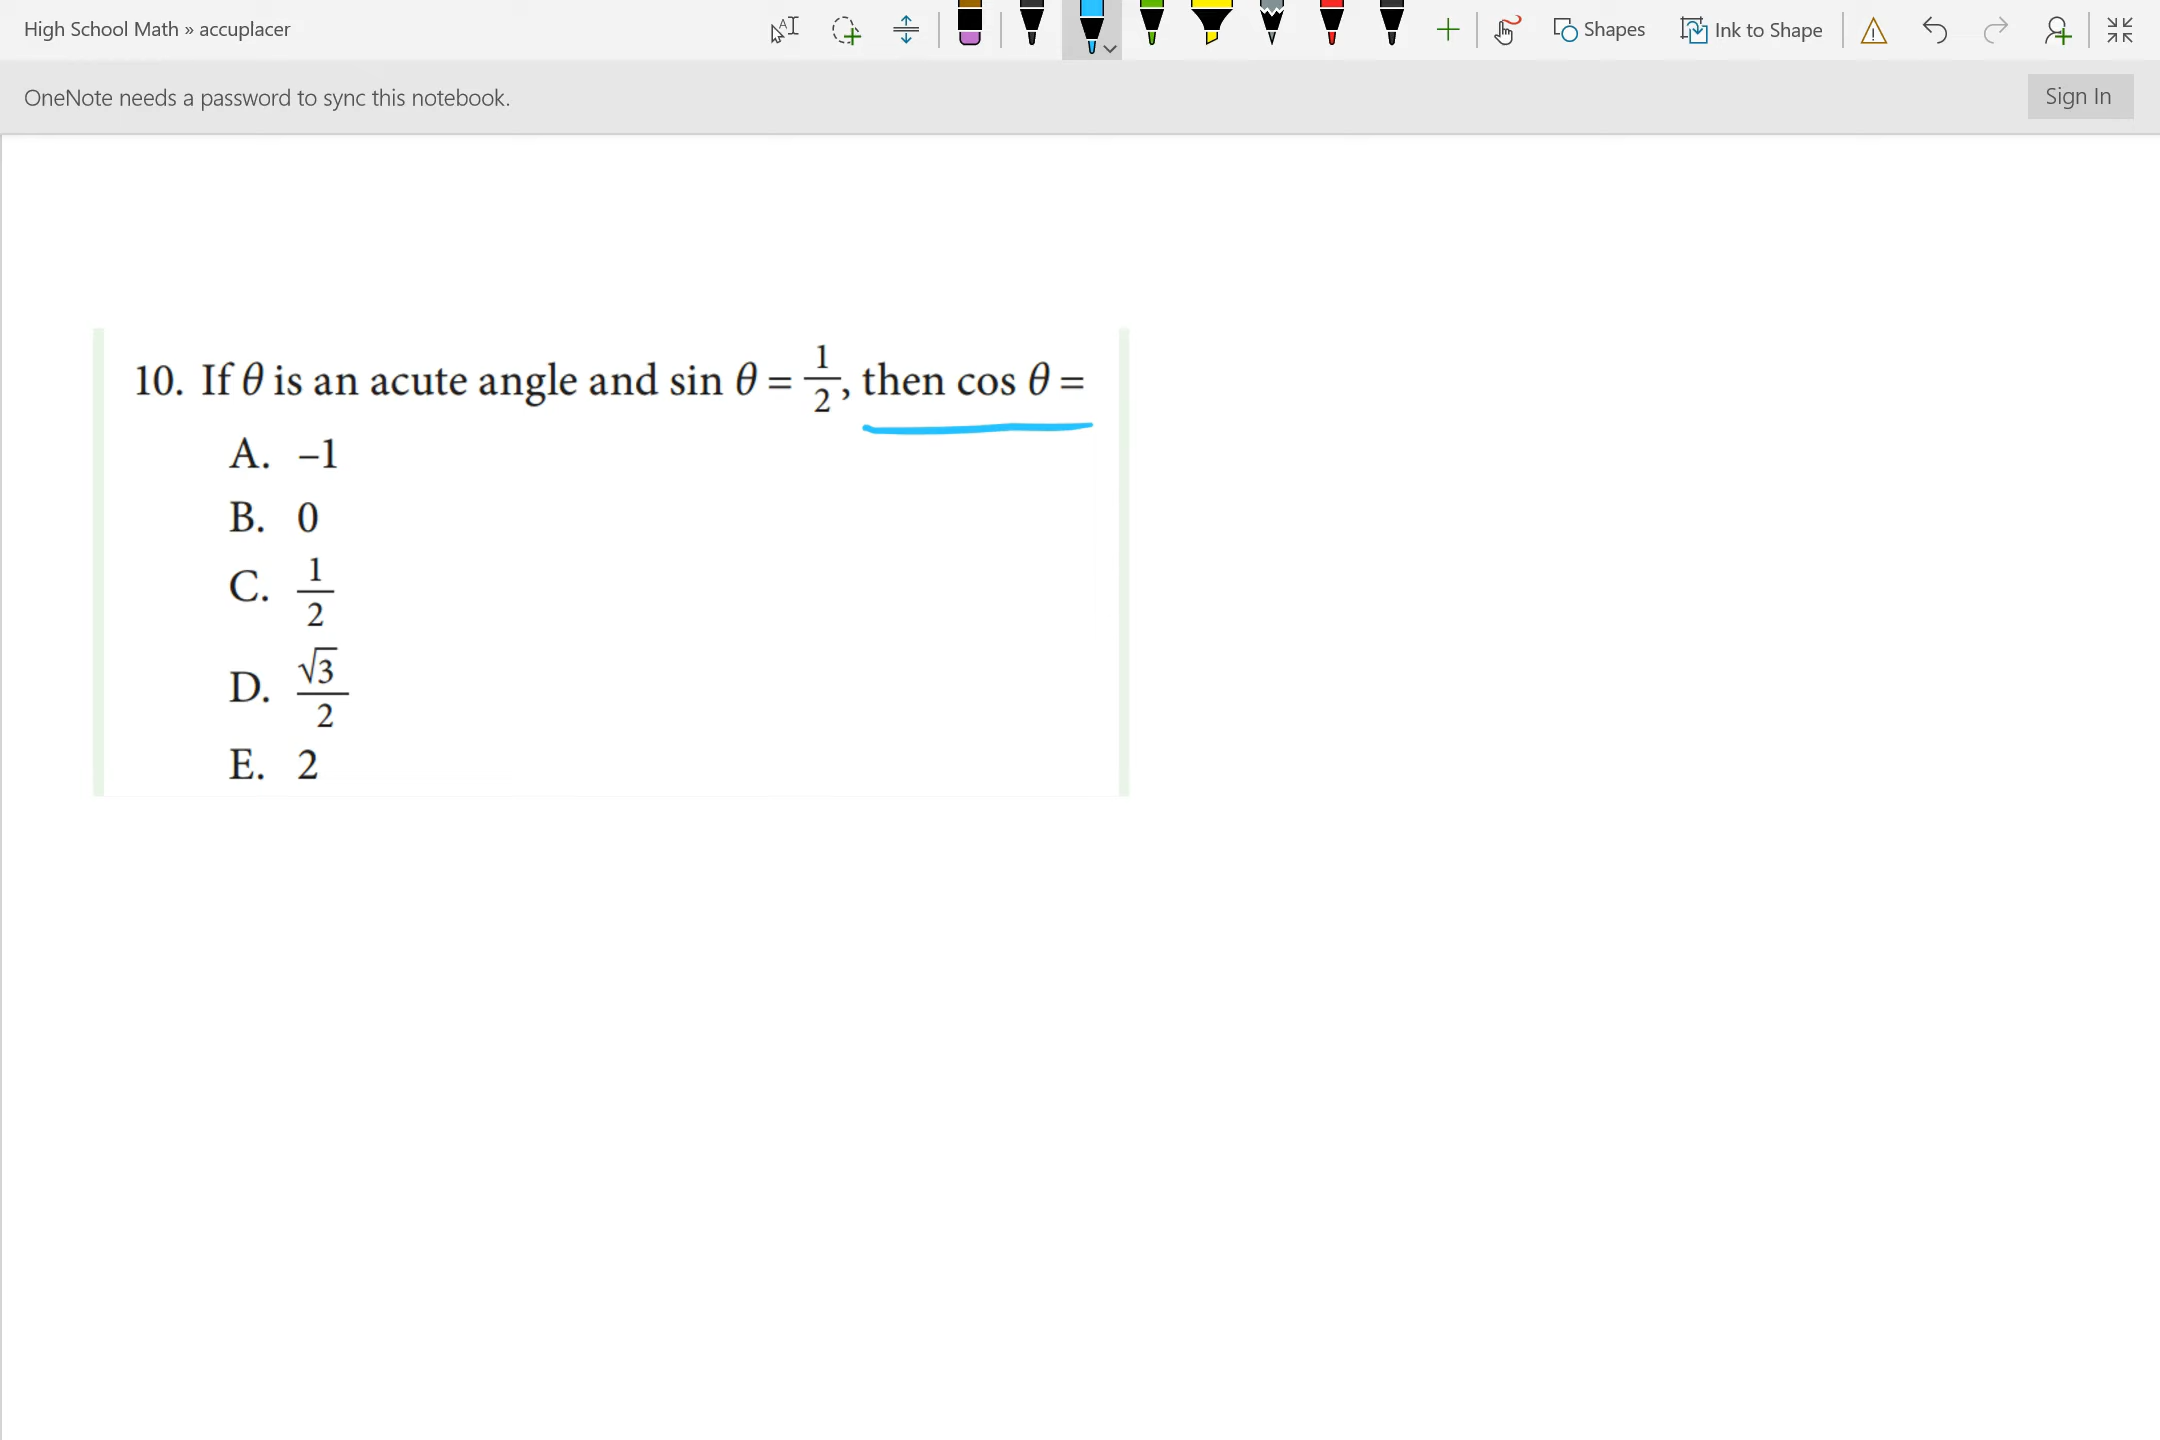 High School Math » accuplacer
Shapes
Ink to Shape
OneNote needs a password to sync this notebook.
Sign In
10. If θ is an acute angle and sin θ = 1/2, then cos θ =
A. –1
B. 0
C. 1/2
D. √3/2
E. 2